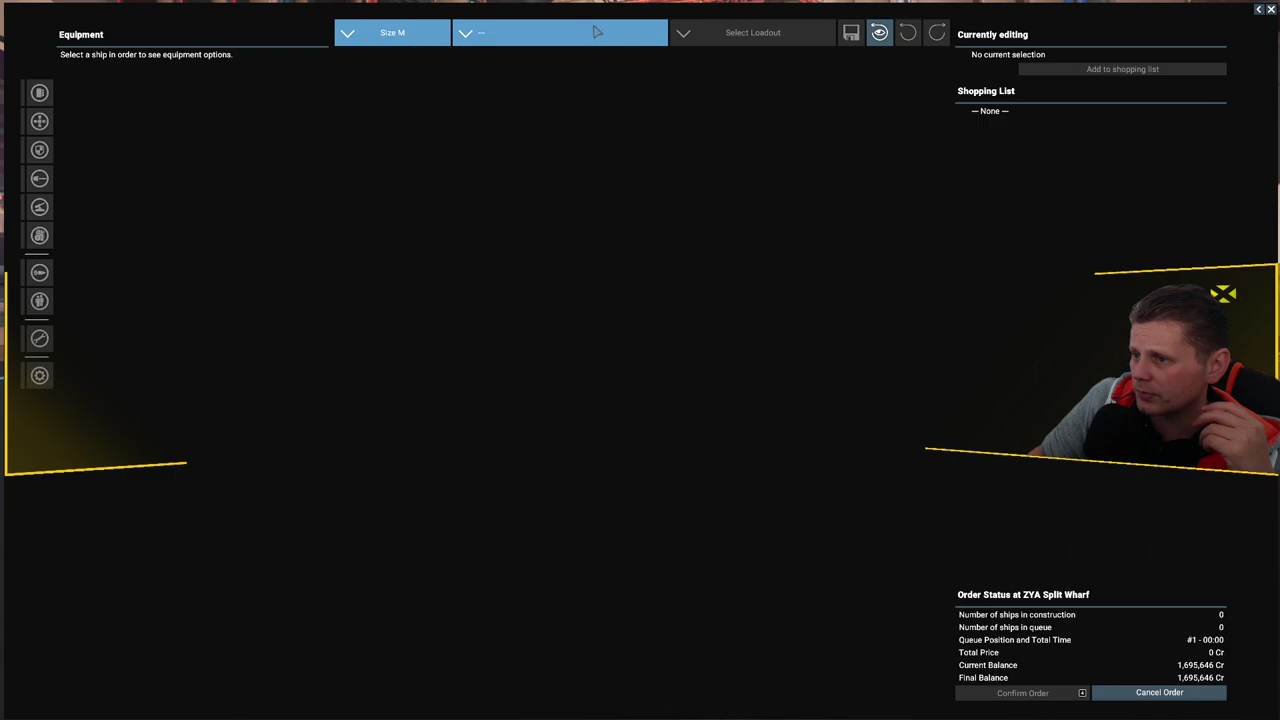 Equipment
Select a ship in order to see equipment options.
Size M
---
Select Loadout
Currently editing
No current selection
Add to shopping list
Shopping List
— None —
Order Status at ZYA Split Wharf
Number of ships in construction 0
Number of ships in queue 0
Queue Position and Total Time #1 - 00:00
Total Price 0 Cr
Current Balance 1,695,646 Cr
Final Balance 1,695,646 Cr
Confirm Order
Cancel Order